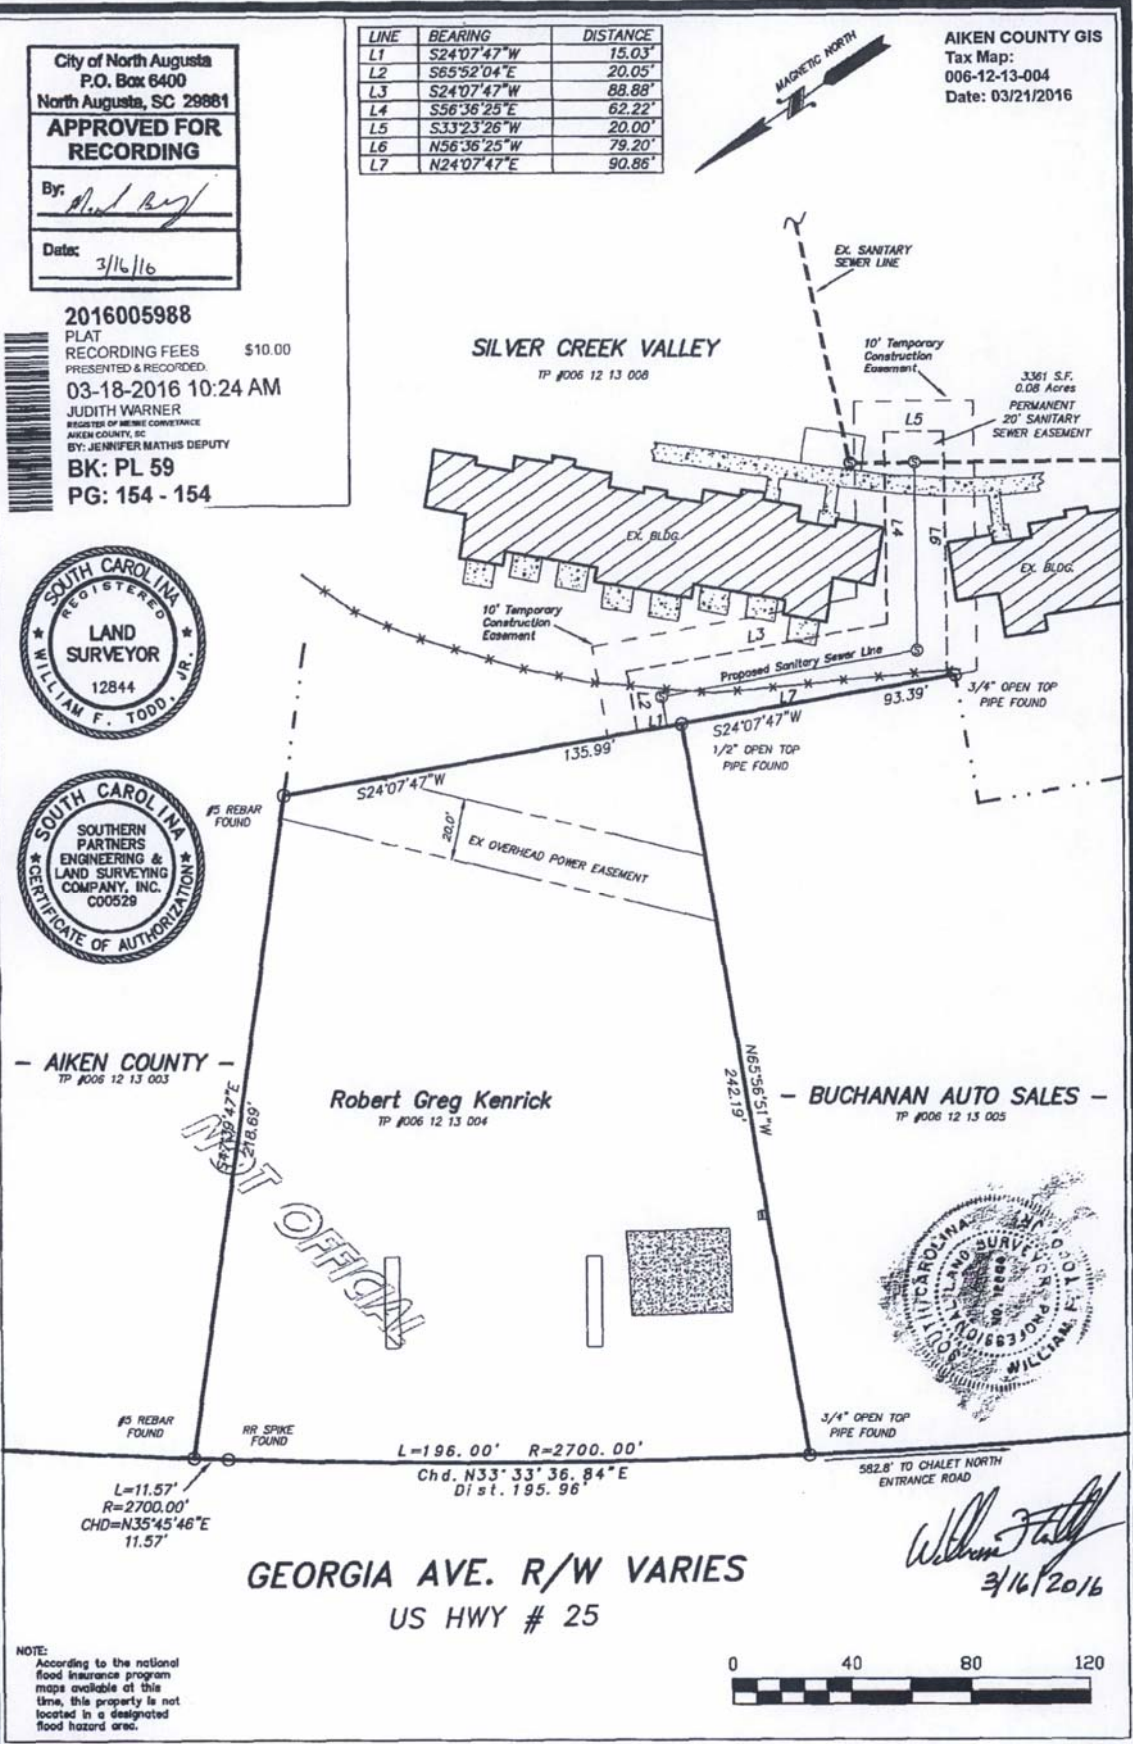 City of North Augusta
P.O. Box 6400
North Augusta, SC 29861
APPROVED FOR
RECORDING
By:
Date:
3/16/16
2016005988
PLAT
RECORDING FEES $10.00
PRESENTED & RECORDED.
03-18-2016 10:24 AM
JUDITH WARNER
REGISTER OF MESNE CONVEYANCE
AIKEN COUNTY, SC
BY: JENNIFER MATHIS DEPUTY
BK: PL 59
PG: 154 - 154
LINE BEARING DISTANCE
L1 S24°07'47"W 15.03'
L2 S65°52'04"E 20.05'
L3 S24°07'47"W 88.88'
L4 S56°36'25"E 62.22'
L5 S33°23'26"W 20.00'
L6 N56°36'25"W 79.20'
L7 N24°07'47"E 90.86'
MAGNETIC NORTH
AIKEN COUNTY GIS
Tax Map:
006-12-13-004
Date: 03/21/2016
EX. SANITARY
SEWER LINE
SILVER CREEK VALLEY
TP #006 12 13 008
10' Temporary
Construction
Easement
3361 S.F.
0.08 Acres
PERMANENT
20' SANITARY
SEWER EASEMENT
L5
L4
L6
EX. BLDG.
EX. BLDG.
10' Temporary
Construction
Easement
L3
Proposed Sanitary Sewer Line
L2
L1
L7
93.39'
S24°07'47"W
3/4" OPEN TOP
PIPE FOUND
1/2" OPEN TOP
PIPE FOUND
135.99'
S24°07'47"W
#5 REBAR
FOUND
20.0'
EX OVERHEAD POWER EASEMENT
SOUTH CAROLINA
REGISTERED
LAND
SURVEYOR
12844
WILLIAM F. TODD, JR.
SOUTH CAROLINA
SOUTHERN
PARTNERS
ENGINEERING &
LAND SURVEYING
COMPANY, INC.
C00529
CERTIFICATE OF AUTHORIZATION
- AIKEN COUNTY -
TP #006 12 13 003
S47°39'47"E
218.69'
NOT OFFICIAL
Robert Greg Kenrick
TP #006 12 13 004
N65°56'51"W
242.19'
- BUCHANAN AUTO SALES -
TP #006 12 13 005
SOUTH CAROLINA
PROFESSIONAL LAND SURVEYOR
WILLIAM F. TODD JR.
#5 REBAR
FOUND
RR SPIKE
FOUND
3/4" OPEN TOP
PIPE FOUND
L=196.00' R=2700.00'
Chd. N33°33'36.84"E
Dist. 195.96'
582.8' TO CHALET NORTH
ENTRANCE ROAD
L=11.57'
R=2700.00'
CHD=N35°45'46"E
11.57'
3/16/2016
GEORGIA AVE. R/W VARIES
US HWY # 25
NOTE:
According to the national
flood insurance program
maps available at this
time, this property is not
located in a designated
flood hazard area.
0 40 80 120